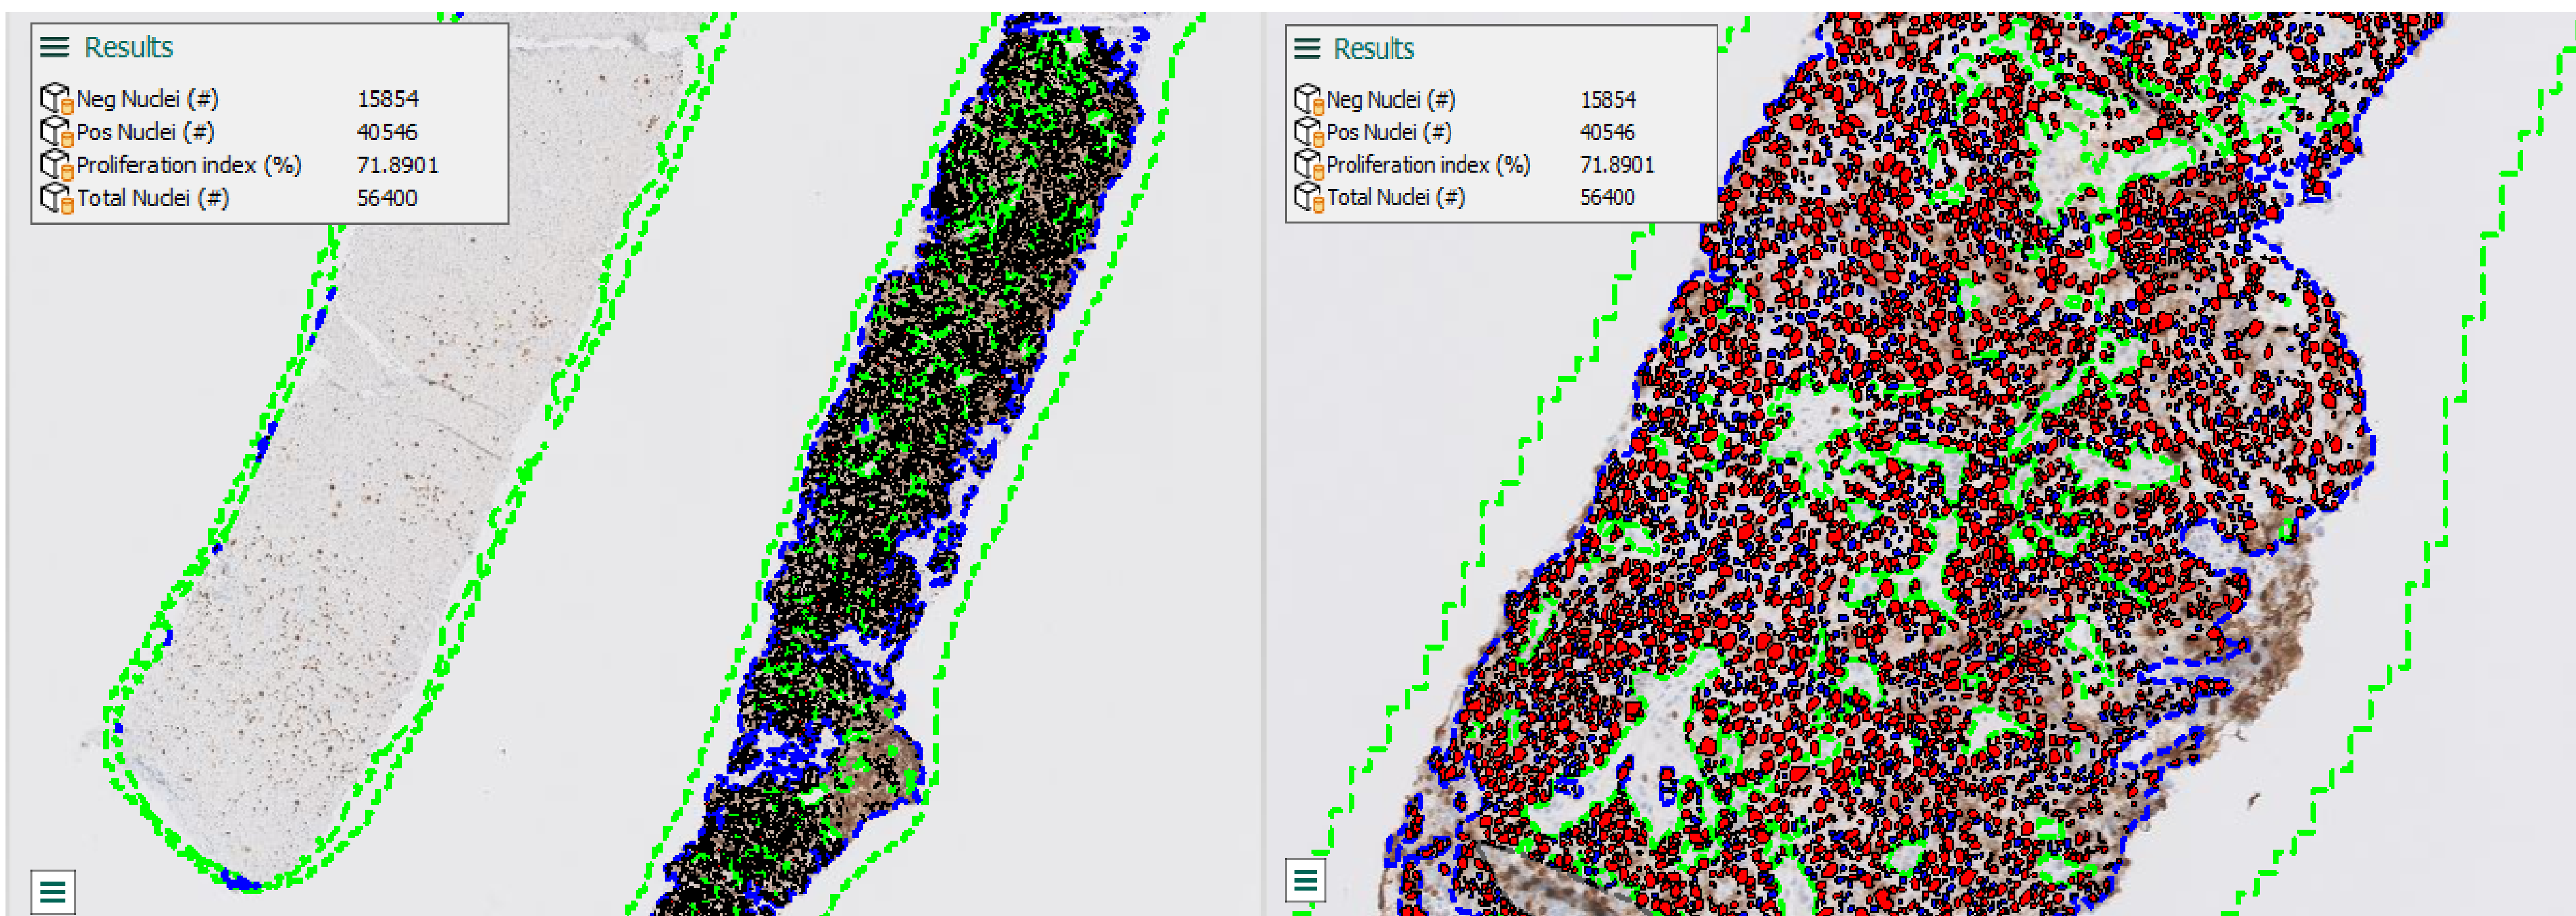 Results
Neg Nuclei (#) 15854
Pos Nuclei (#) 40546
Proliferation index (%) 71.8901
Total Nuclei (#) 56400
Results
Neg Nuclei (#) 15854
Pos Nuclei (#) 40546
Proliferation index (%) 71.8901
Total Nuclei (#) 56400